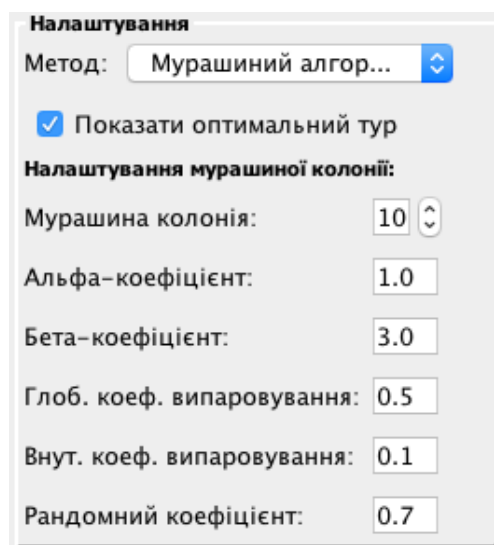 Налаштування
Метод: Мурашиний алгор...
Показати оптимальний тур
Налаштування мурашиної колонії:
Мурашина колонія: 10
Альфа-коефіцієнт: 1.0
Бета-коефіцієнт: 3.0
Глоб. коеф. випаровування: 0.5
Внут. коеф. випаровування: 0.1
Рандомний коефіцієнт: 0.7